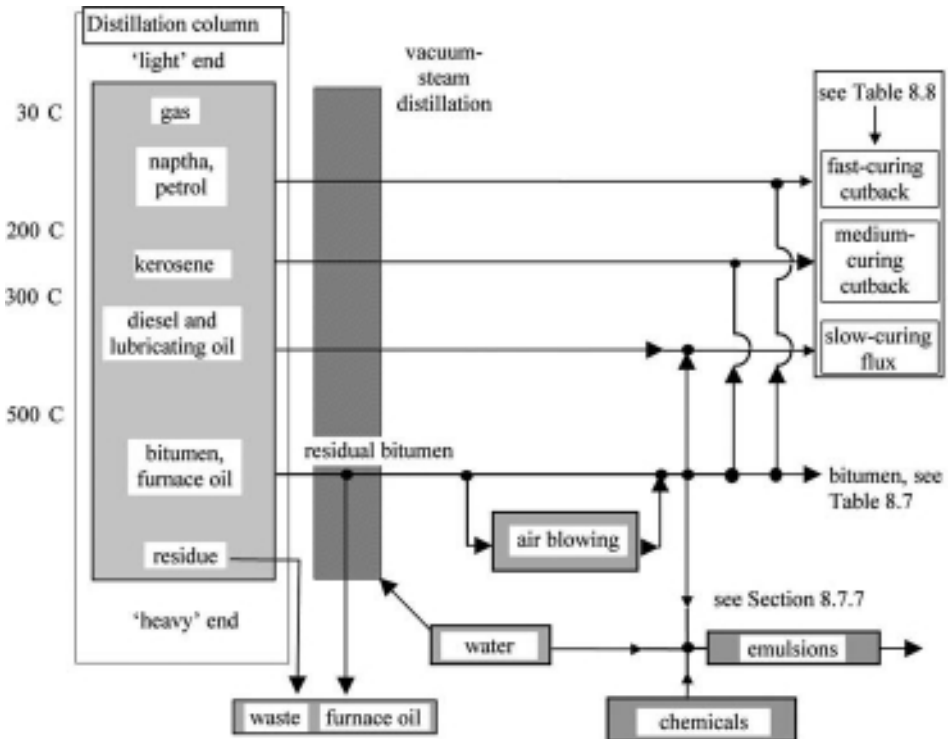 Distillation column
'light' end
vacuum-
steam
distillation
30 C
gas
see Table 8.8
naptha,
petrol
fast-curing
cutback
200 C
kerosene
medium-
curing
cutback
300 C
diesel and
lubricating oil
slow-curing
flux
500 C
bitumen,
furnace oil
residual bitumen
bitumen, see
Table 8.7
air blowing
residue
'heavy' end
see Section 8.7.7
water
emulsions
waste
furnace oil
chemicals